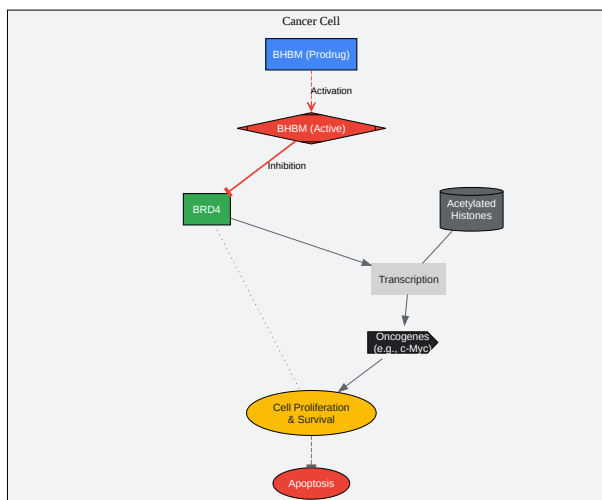 Cancer Cell
BHBM (Prodrug)
Activation
BHBM (Active)
Inhibition
BRD4
Acetylated
Histones
Transcription
Oncogenes
(e.g., c-Myc)
Cell Proliferation
& Survival
Apoptosis